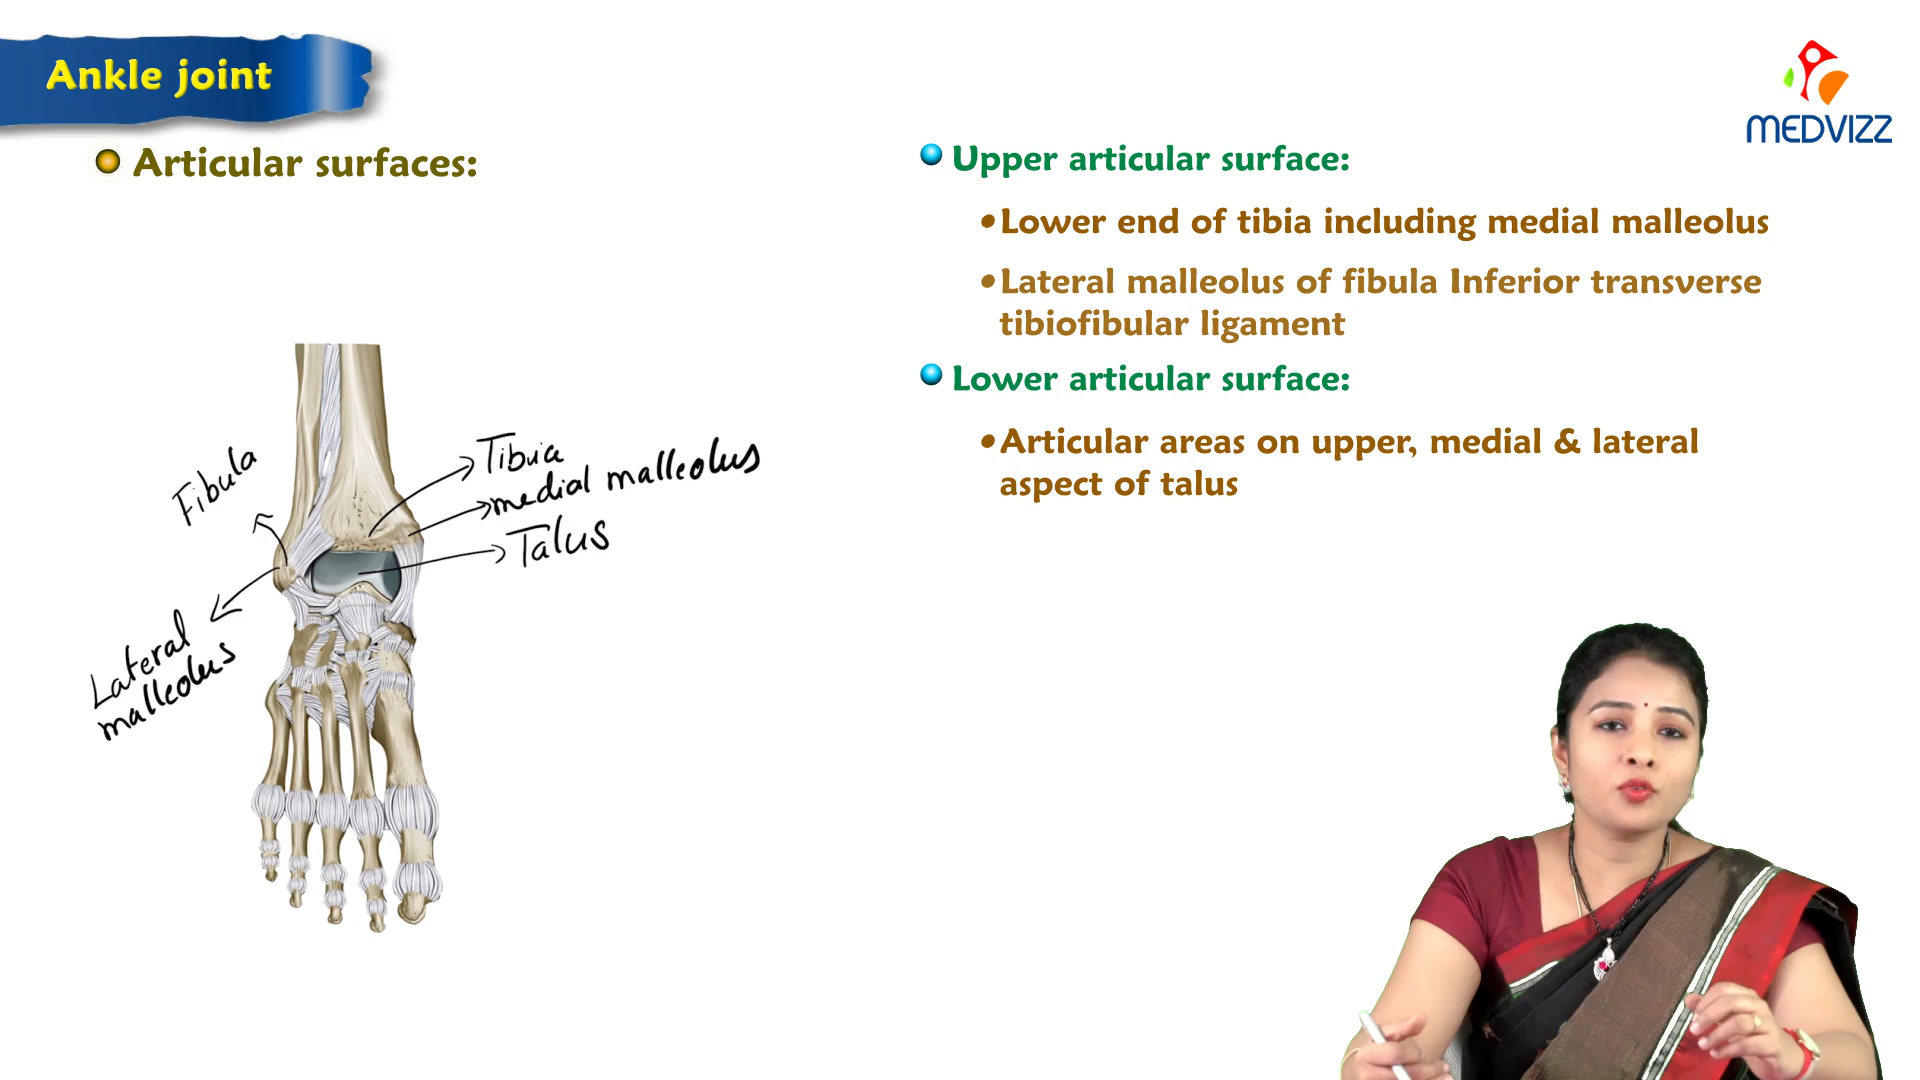 Ankle joint
MEDVIZZ
Articular surfaces:
Fibula
Tibia
medial malleolus
Talus
Lateral
malleolus
Upper articular surface:
•Lower end of tibia including medial malleolus
•Lateral malleolus of fibula Inferior transverse
tibiofibular ligament
Lower articular surface:
•Articular areas on upper, medial & lateral
aspect of talus